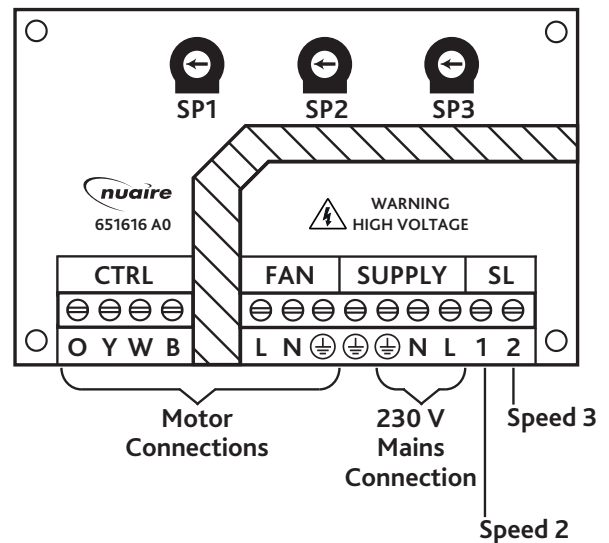 SP1 SP2 SP3
nuaire
651616 A0
WARNING
HIGH VOLTAGE
CTRL FAN SUPPLY SL
O Y W B L N N L 1 2
Motor
Connections
230 V
Mains
Connection
Speed 3
Speed 2